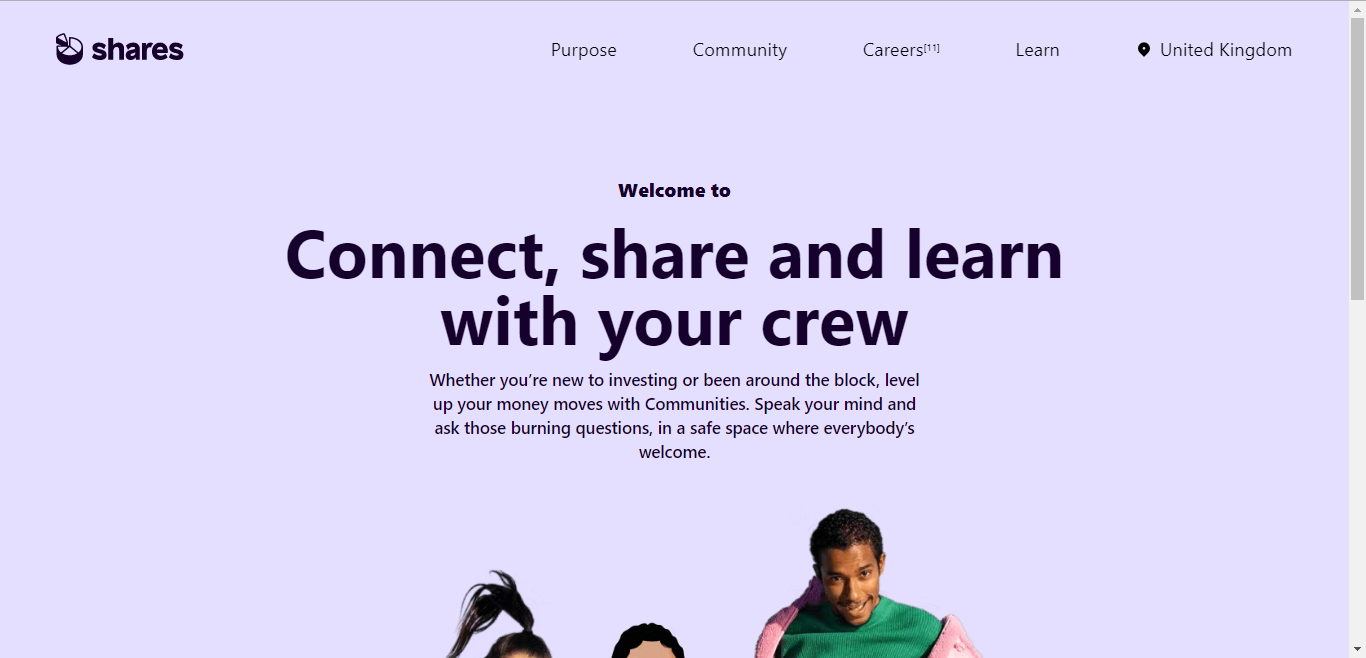 shares
Purpose
Community
Careers[11]
Learn
United Kingdom
Welcome to
Connect, share and learn
with your crew
Whether you’re new to investing or been around the block, level
up your money moves with Communities. Speak your mind and
ask those burning questions, in a safe space where everybody’s
welcome.